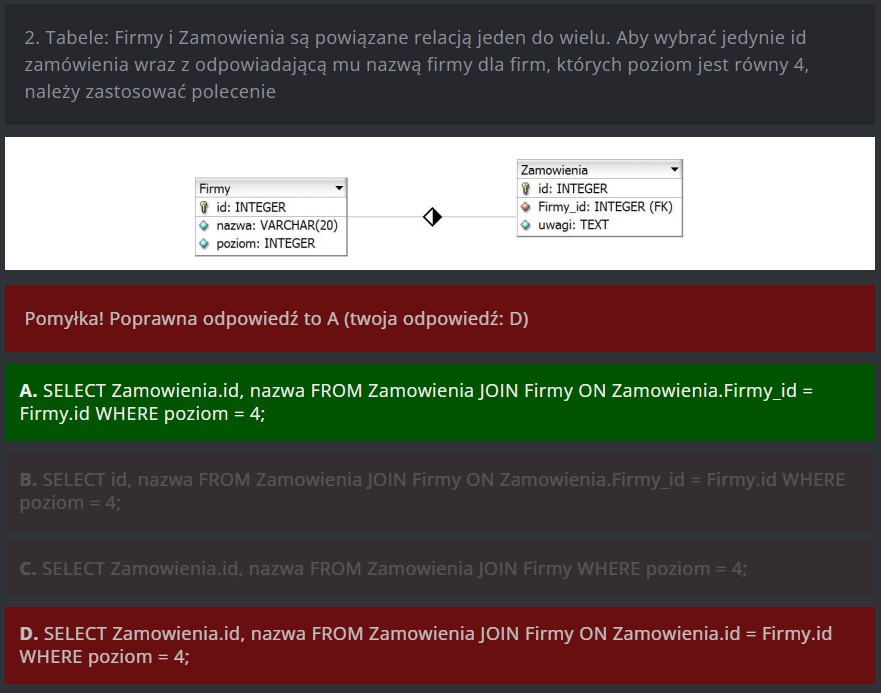 2. Tabele: Firmy i Zamowienia są powiązane relacją jeden do wielu. Aby wybrać jedynie id
zamówienia wraz z odpowiadającą mu nazwą firmy dla firm, których poziom jest równy 4,
należy zastosować polecenie
Firmy
id: INTEGER
nazwa: VARCHAR(20)
poziom: INTEGER
Zamowienia
id: INTEGER
Firmy_id: INTEGER (FK)
uwagi: TEXT
Pomyłka! Poprawna odpowiedź to A (twoja odpowiedź: D)
A. SELECT Zamowienia.id, nazwa FROM Zamowienia JOIN Firmy ON Zamowienia.Firmy_id =
Firmy.id WHERE poziom = 4;
B. SELECT id, nazwa FROM Zamowienia JOIN Firmy ON Zamowienia.Firmy_id = Firmy.id WHERE
poziom = 4;
C. SELECT Zamowienia.id, nazwa FROM Zamowienia JOIN Firmy WHERE poziom = 4;
D. SELECT Zamowienia.id, nazwa FROM Zamowienia JOIN Firmy ON Zamowienia.id = Firmy.id
WHERE poziom = 4;